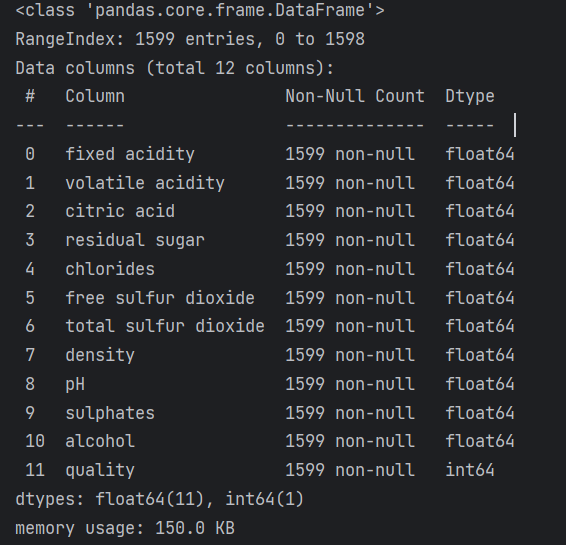 <class 'pandas.core.frame.DataFrame'>
RangeIndex: 1599 entries, 0 to 1598
Data columns (total 12 columns):
 #   Column                Non-Null Count  Dtype
---  ------                --------------  -----
 0   fixed acidity         1599 non-null   float64
 1   volatile acidity      1599 non-null   float64
 2   citric acid           1599 non-null   float64
 3   residual sugar        1599 non-null   float64
 4   chlorides             1599 non-null   float64
 5   free sulfur dioxide   1599 non-null   float64
 6   total sulfur dioxide  1599 non-null   float64
 7   density               1599 non-null   float64
 8   pH                    1599 non-null   float64
 9   sulphates             1599 non-null   float64
 10  alcohol               1599 non-null   float64
 11  quality               1599 non-null   int64
dtypes: float64(11), int64(1)
memory usage: 150.0 KB